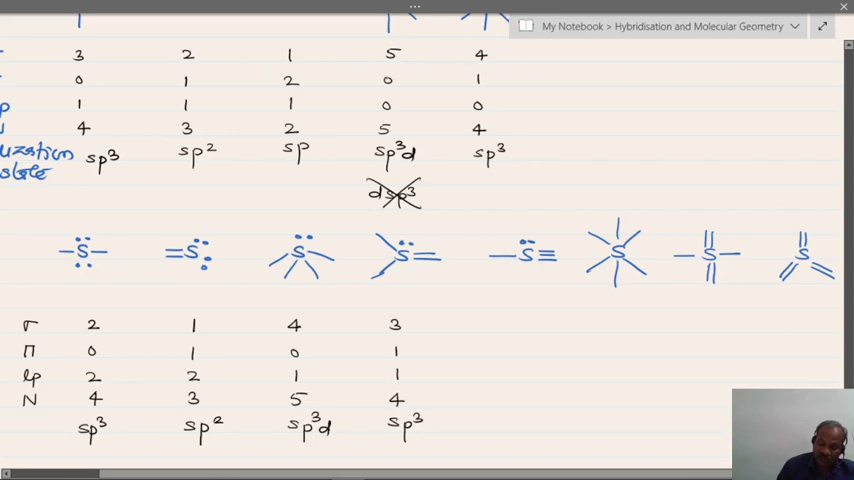 My Notebook > Hybridisation and Molecular Geometry
3 2 1 5 4
0 1 2 0 1
p 1 1 1 0 0
4 3 2 5 4
sp³ sp² sp sp³d sp³
state
dsp³
S S S S S S S S
σ 2 1 4 3
π 0 1 0 1
lp 2 2 1 1
N 4 3 5 4
sp³ sp² sp³d sp³